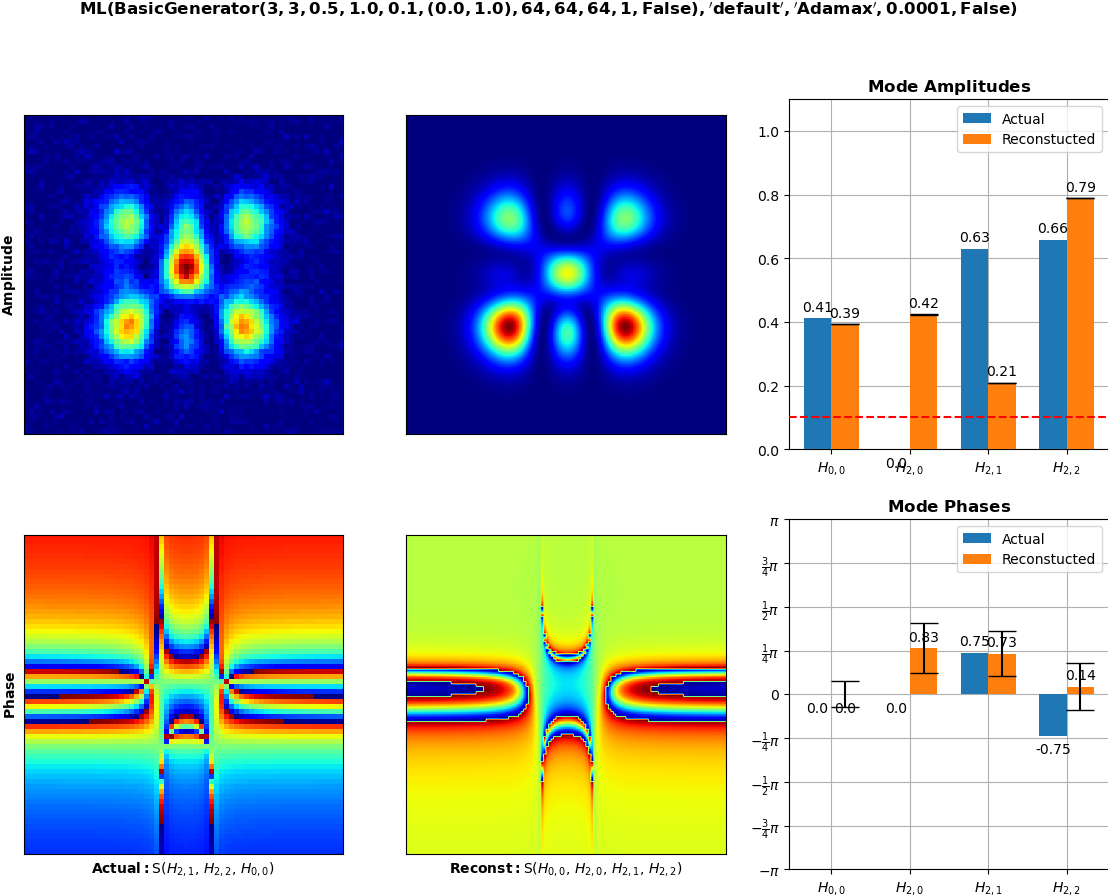 ML(BasicGenerator(3, 3, 0.5, 1.0, 0.1, (0.0, 1.0), 64, 64, 64, 1, False), ′default′, ′Adamax′, 0.0001, False)
Amplitude
Mode Amplitudes
Actual
Reconstucted
1.0
0.8
0.6
0.4
0.2
0.0
0.41
0.39
0.0
0.42
0.63
0.21
0.66
0.79
H0,0
H2,0
H2,1
H2,2
Phase
Actual: S(H2,1, H2,2, H0,0)
Reconst: S(H0,0, H2,0, H2,1, H2,2)
Mode Phases
Actual
Reconstucted
π
3/4π
1/2π
1/4π
0
−1/4π
−1/2π
−3/4π
−π
0.0
0.0
0.0
0.83
0.75
0.73
-0.75
0.14
H0,0
H2,0
H2,1
H2,2